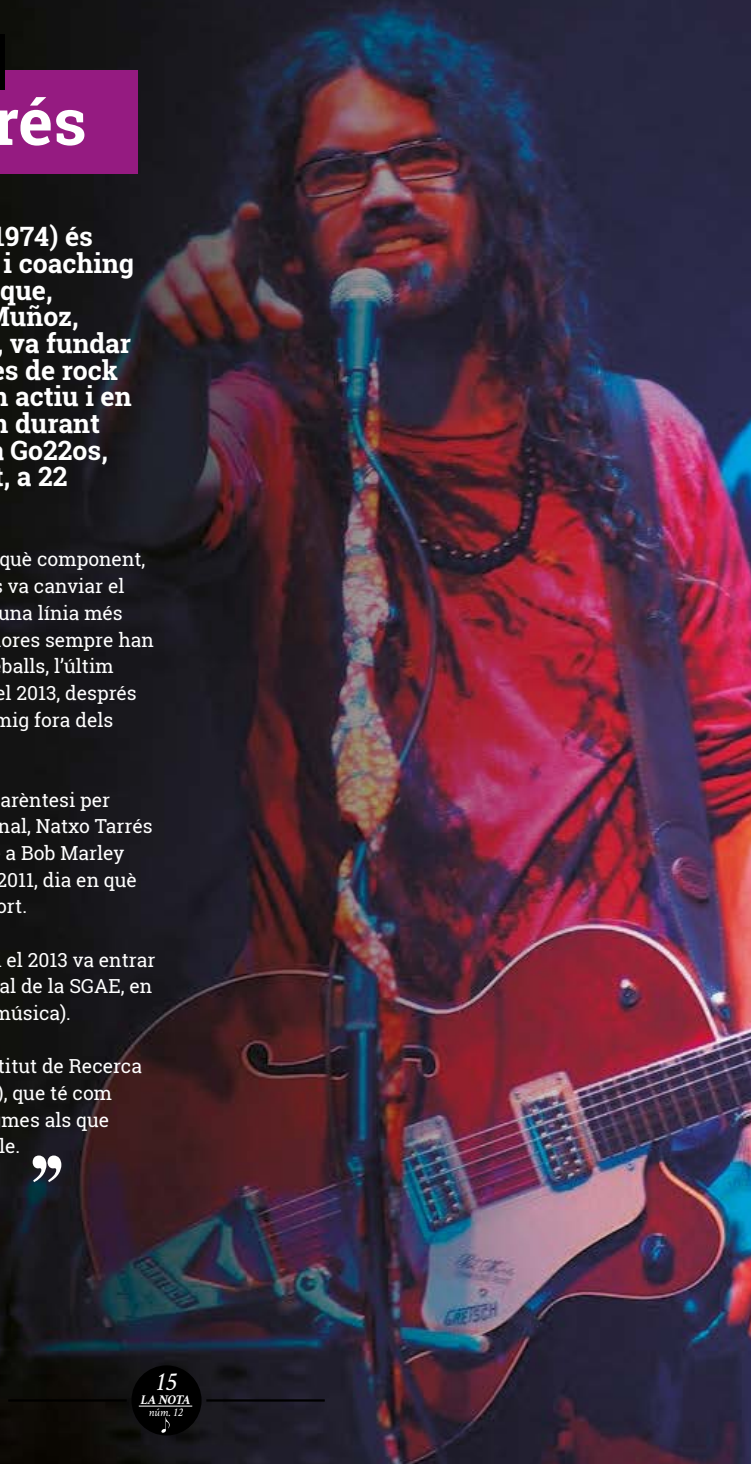 rés
1974) és
i coaching
que,
Muñoz,
, va fundar
es de rock
n actiu i en
n durant
a Go22os,
t, a 22
què component,
s va canviar el
una línia més
lores sempre han
balls, l’últim
el 2013, després
mig fora dels
arèntesi per
nal, Natxo Tarrés
a Bob Marley
2011, dia en què
ort.
el 2013 va entrar
al de la SGAE, en
música).
titut de Recerca
), que té com
mes als que
le.
”
GRETSCH
GRETSCH
15
LA NOTA
núm. 12